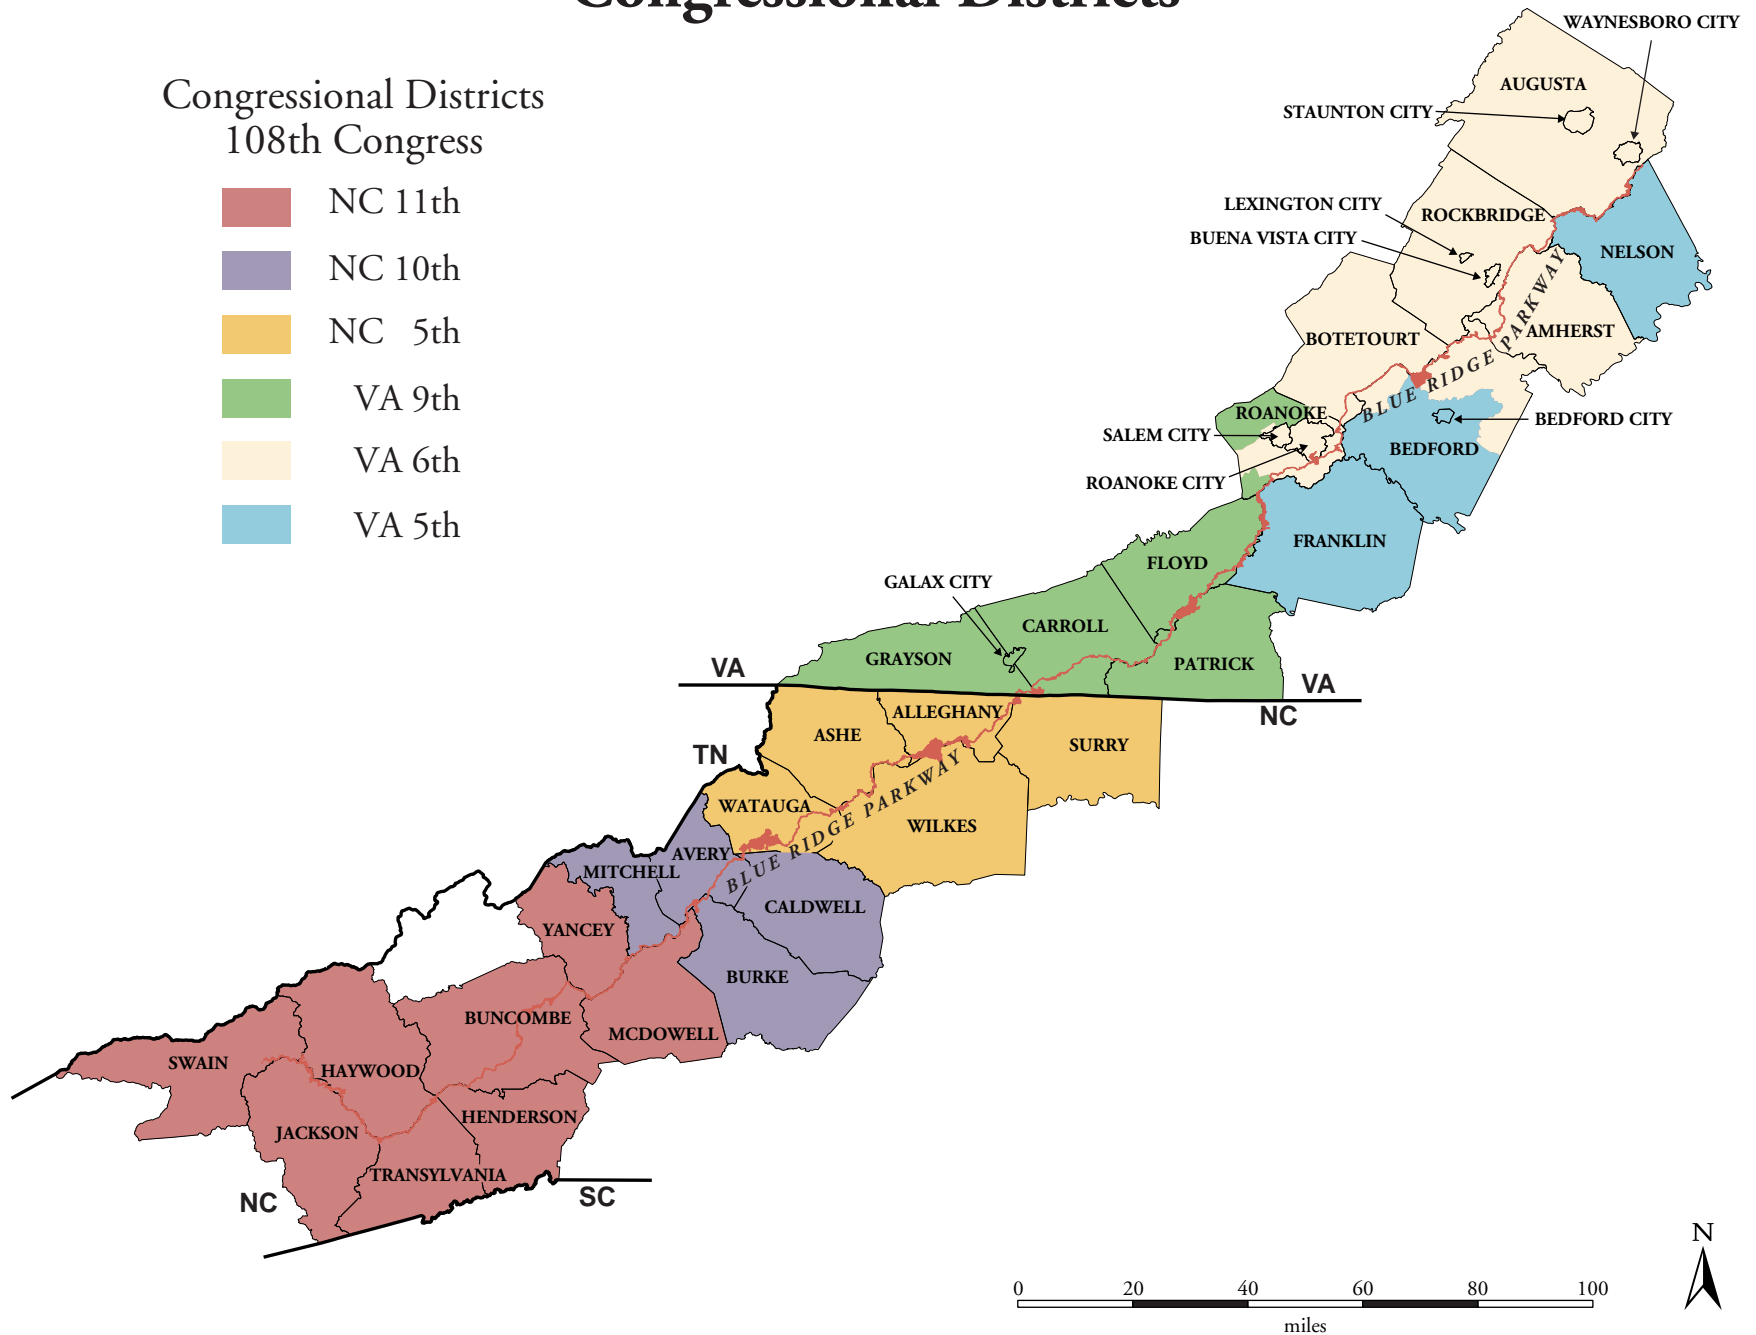 Congressional Districts
Congressional Districts
108th Congress
NC 11th
NC 10th
NC 5th
VA 9th
VA 6th
VA 5th
WAYNESBORO CITY
AUGUSTA
STAUNTON CITY
LEXINGTON CITY
ROCKBRIDGE
BUENA VISTA CITY
NELSON
BOTETOURT
AMHERST
BLUE RIDGE PARKWAY
ROANOKE
BEDFORD CITY
SALEM CITY
BEDFORD
ROANOKE CITY
FRANKLIN
FLOYD
GALAX CITY
CARROLL
GRAYSON
PATRICK
VA
VA
NC
ALLEGHANY
ASHE
SURRY
TN
WATAUGA
BLUE RIDGE PARKWAY
WILKES
AVERY
MITCHELL
CALDWELL
YANCEY
BURKE
BUNCOMBE
MCDOWELL
SWAIN
HAYWOOD
HENDERSON
JACKSON
TRANSYLVANIA
NC
SC
N
0 20 40 60 80 100
miles